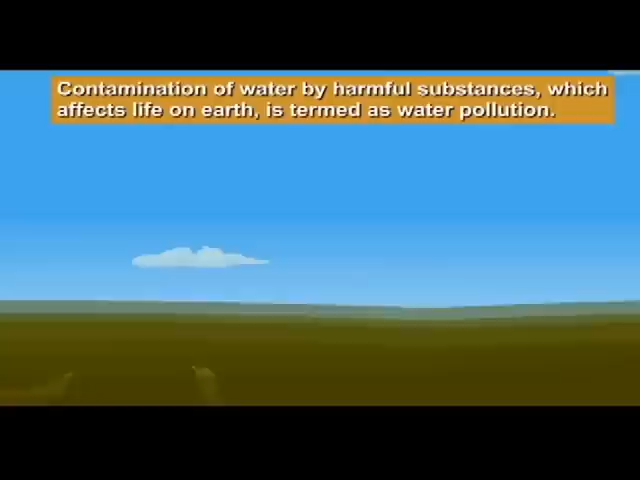 Contamination of water by harmful substances, which
affects life on earth, is termed as water pollution.